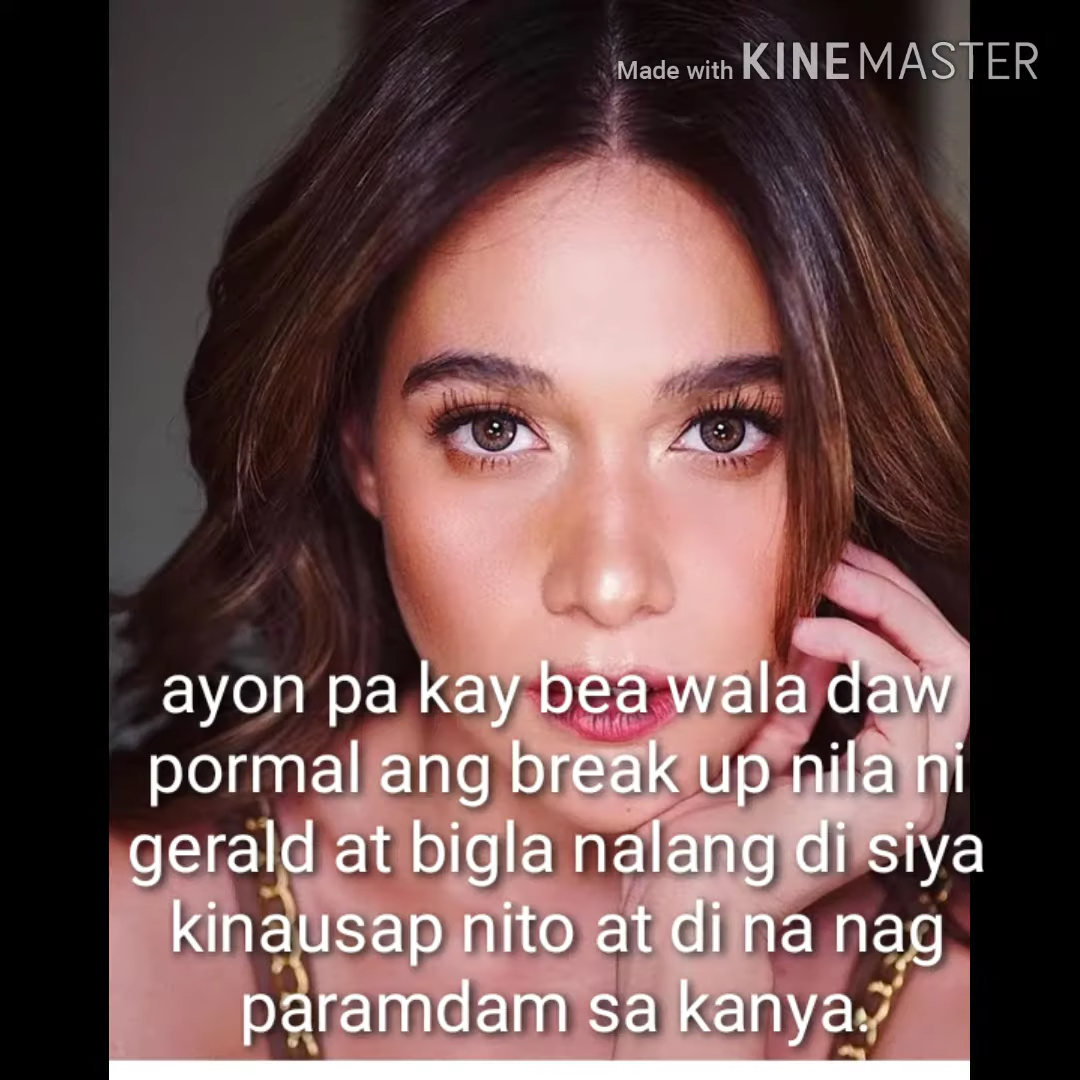 Made with KINEMASTER
ayon pa kay bea wala daw
pormal ang break up nila ni
gerald at bigla nalang di siya
kinausap nito at di na nag
paramdam sa kanya.